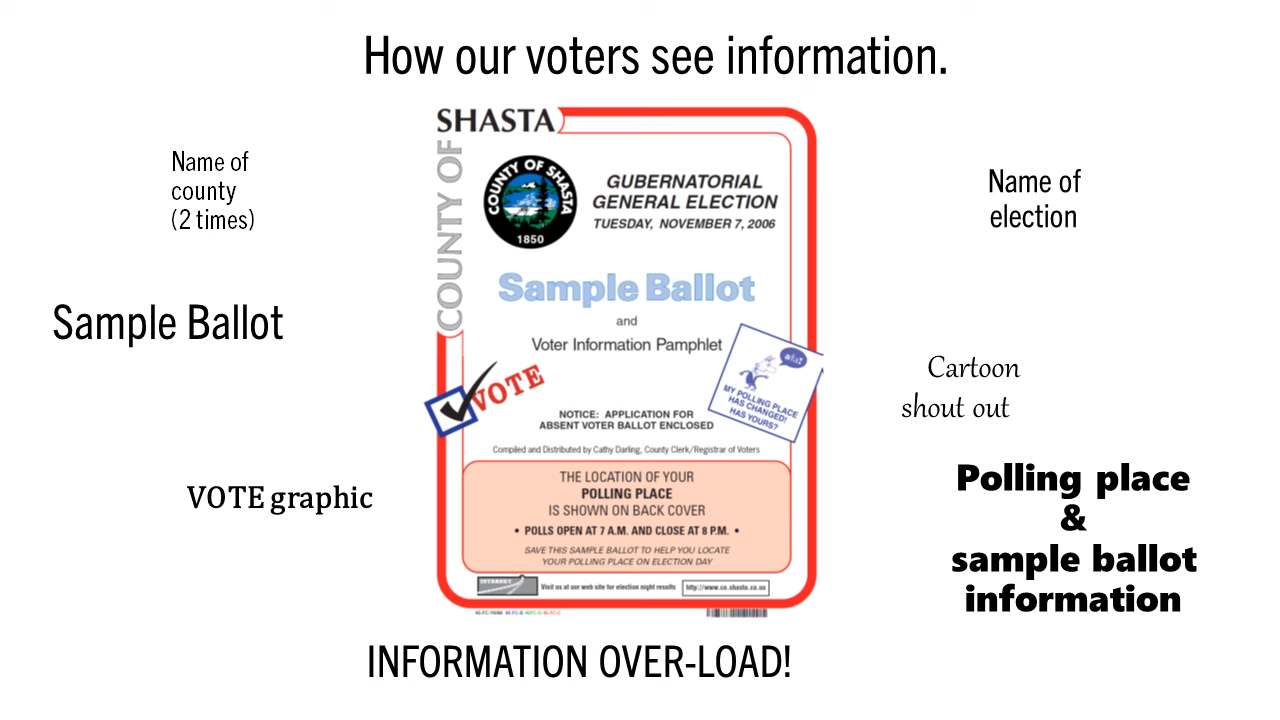 How our voters see information.
Name of
county
(2 times)
Sample Ballot
VOTE graphic
SHASTA
COUNTY OF
COUNTY OF SHASTA
1850
GUBERNATORIAL
GENERAL ELECTION
TUESDAY, NOVEMBER 7, 2006
Sample Ballot
and
Voter Information Pamphlet
VOTE
MY POLLING PLACE
HAS CHANGED!
HAS YOURS?
NOTICE: APPLICATION FOR
ABSENT VOTER BALLOT ENCLOSED
Compiled and Distributed by Cathy Darling, County Clerk/Registrar of Voters
THE LOCATION OF YOUR
POLLING PLACE
IS SHOWN ON BACK COVER
• POLLS OPEN AT 7 A.M. AND CLOSE AT 8 P.M. •
SAVE THIS SAMPLE BALLOT TO HELP YOU LOCATE
YOUR POLLING PLACE ON ELECTION DAY
INTERNET
Visit us at our web site for election night results
http://www.co.shasta.ca.us
Name of
election
Cartoon
shout out
Polling place
&
sample ballot
information
INFORMATION OVER-LOAD!